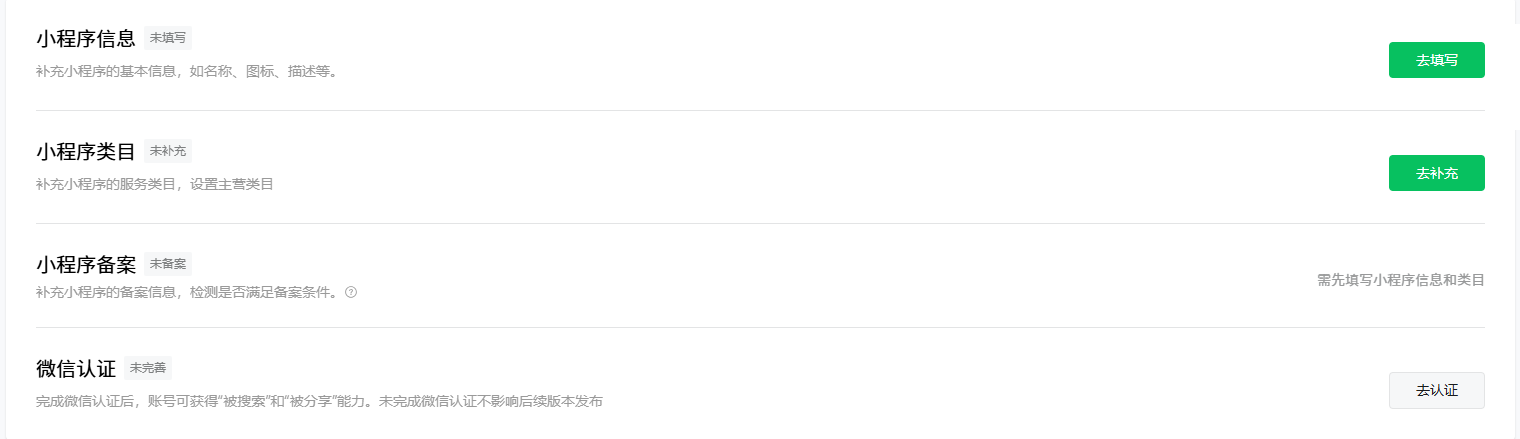 小程序信息 未填写
补充小程序的基本信息，如名称、图标、描述等。
去填写
小程序类目 未补充
补充小程序的服务类目，设置主营类目
去补充
小程序备案 未备案
补充小程序的备案信息，检测是否满足备案条件。
需先填写小程序信息和类目
微信认证 未完善
完成微信认证后，账号可获得“被搜索”和“被分享”能力。未完成微信认证不影响后续版本发布
去认证